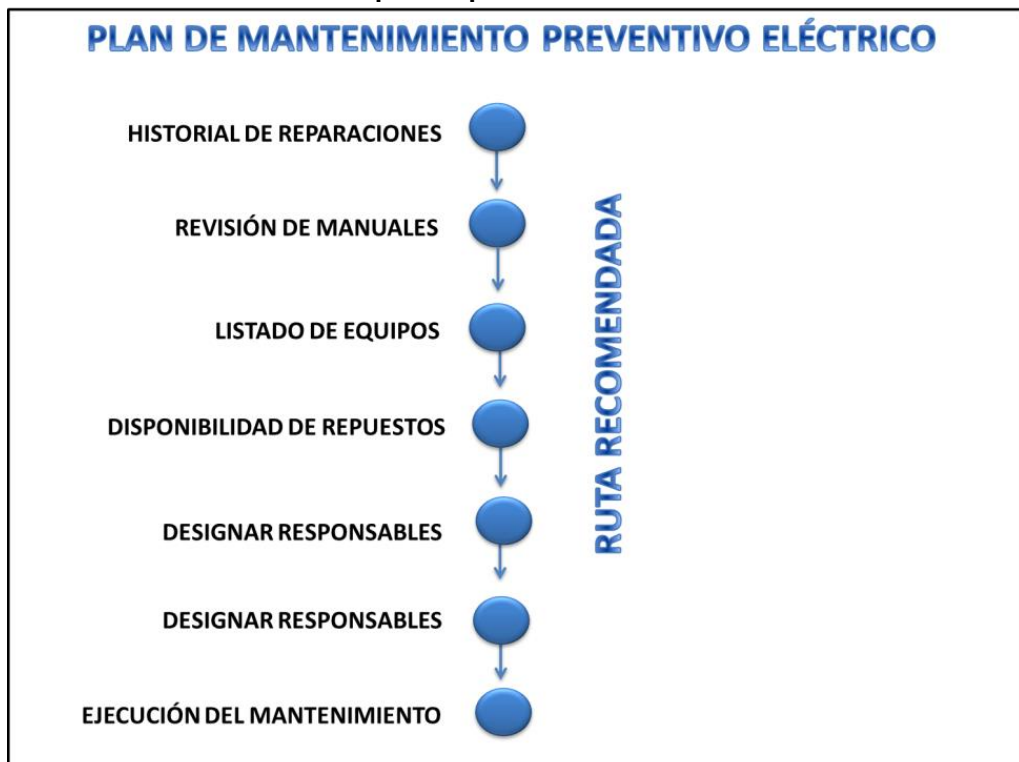 PLAN DE MANTENIMIENTO PREVENTIVO ELÉCTRICO
HISTORIAL DE REPARACIONES
REVISIÓN DE MANUALES
LISTADO DE EQUIPOS
DISPONIBILIDAD DE REPUESTOS
DESIGNAR RESPONSABLES
DESIGNAR RESPONSABLES
EJECUCIÓN DEL MANTENIMIENTO
RUTA RECOMENDADA